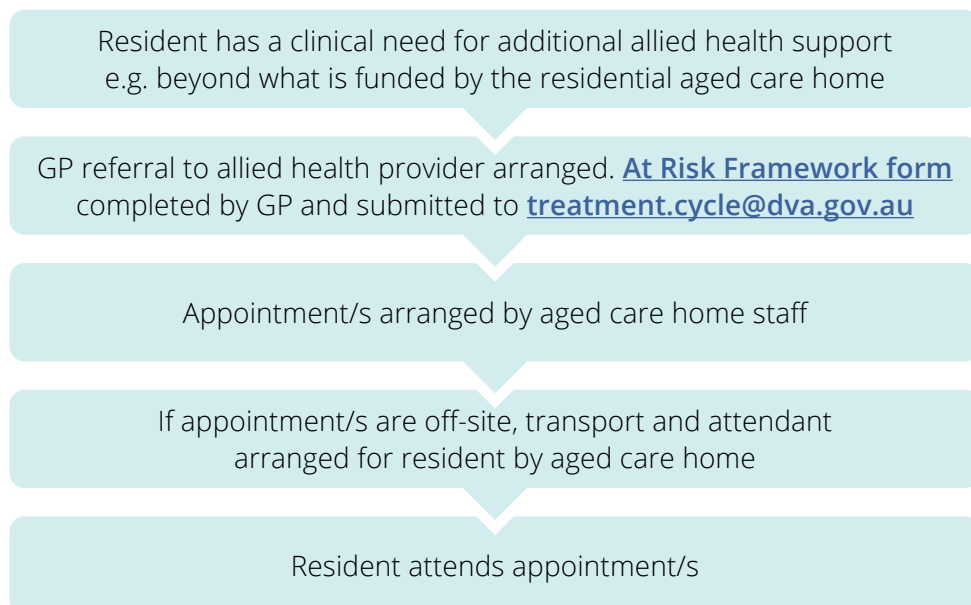 Resident has a clinical need for additional allied health support
e.g. beyond what is funded by the residential aged care home
GP referral to allied health provider arranged. At Risk Framework form
completed by GP and submitted to treatment.cycle@dva.gov.au
Appointment/s arranged by aged care home staff
If appointment/s are off-site, transport and attendant
arranged for resident by aged care home
Resident attends appointment/s